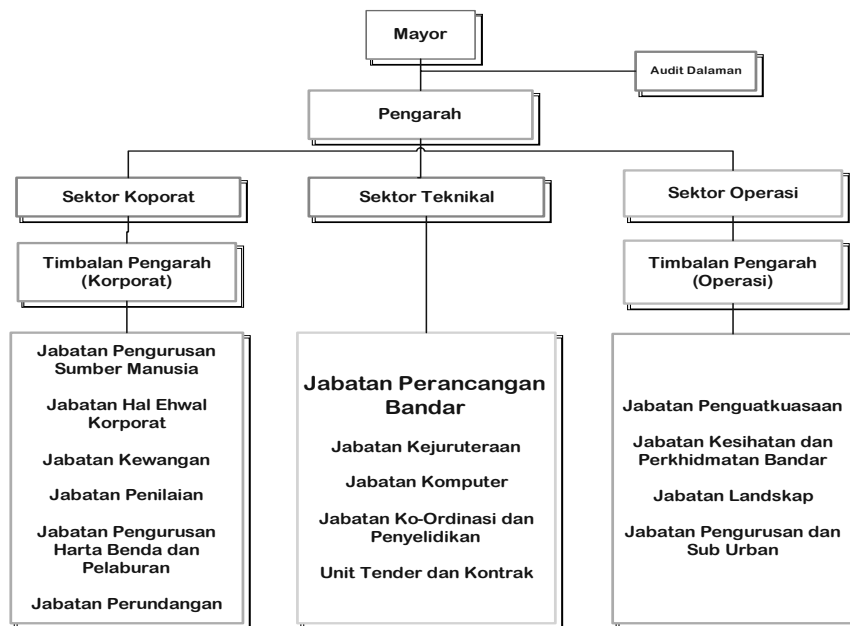 Mayor
Audit Dalaman
Pengarah
Sektor Koporat
Sektor Teknikal
Sektor Operasi
Timbalan Pengarah
(Korporat)
Timbalan Pengarah
(Operasi)
Jabatan Pengurusan
Sumber Manusia
Jabatan Hal Ehwal
Korporat
Jabatan Kewangan
Jabatan Penilaian
Jabatan Pengurusan
Harta Benda dan
Pelaburan
Jabatan Perundangan
Jabatan Perancangan
Bandar
Jabatan Kejuruteraan
Jabatan Komputer
Jabatan Ko-Ordinasi dan
Penyelidikan
Unit Tender dan Kontrak
Jabatan Penguatkuasaan
Jabatan Kesihatan dan
Perkhidmatan Bandar
Jabatan Landskap
Jabatan Pengurusan dan
Sub Urban